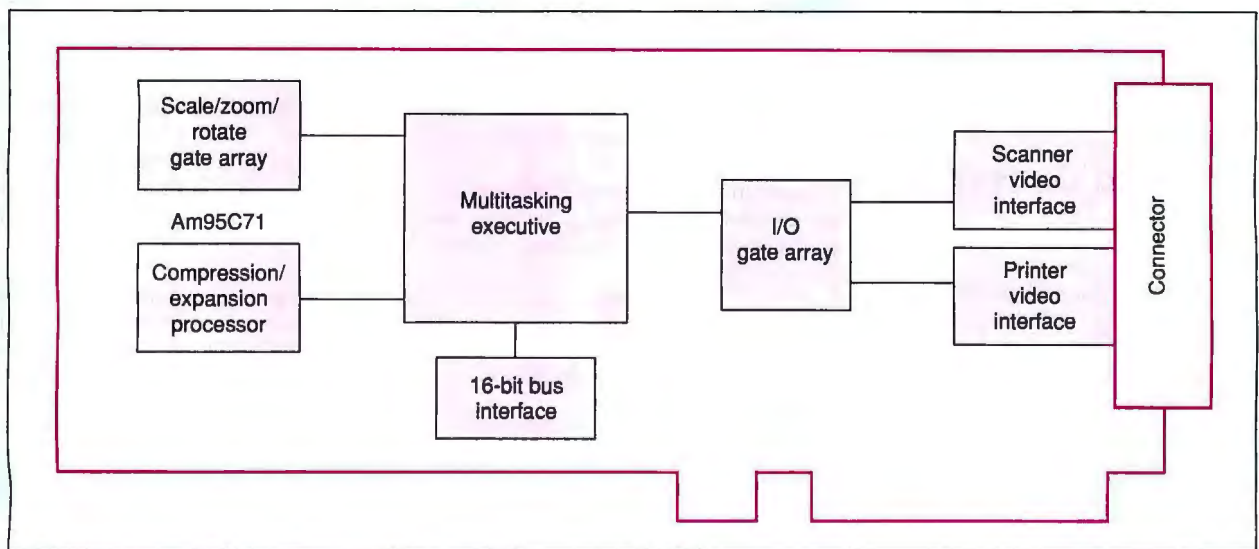 Scale/zoom/
rotate
gate array
Am95C71
Compression/
expansion
processor
Multitasking
executive
16-bit bus
interface
I/O
gate array
Scanner
video
interface
Printer
video
interface
Connector